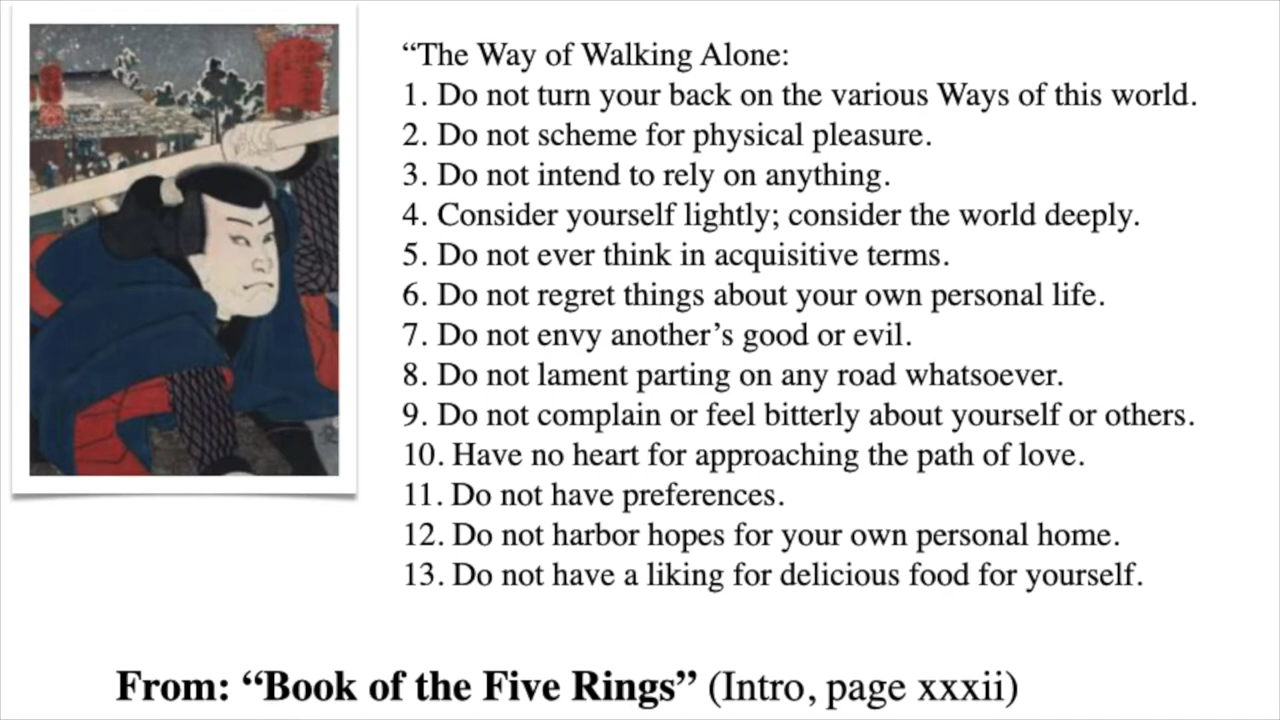 “The Way of Walking Alone:
1. Do not turn your back on the various Ways of this world.
2. Do not scheme for physical pleasure.
3. Do not intend to rely on anything.
4. Consider yourself lightly; consider the world deeply.
5. Do not ever think in acquisitive terms.
6. Do not regret things about your own personal life.
7. Do not envy another’s good or evil.
8. Do not lament parting on any road whatsoever.
9. Do not complain or feel bitterly about yourself or others.
10. Have no heart for approaching the path of love.
11. Do not have preferences.
12. Do not harbor hopes for your own personal home.
13. Do not have a liking for delicious food for yourself.
From: “Book of the Five Rings” (Intro, page xxxii)